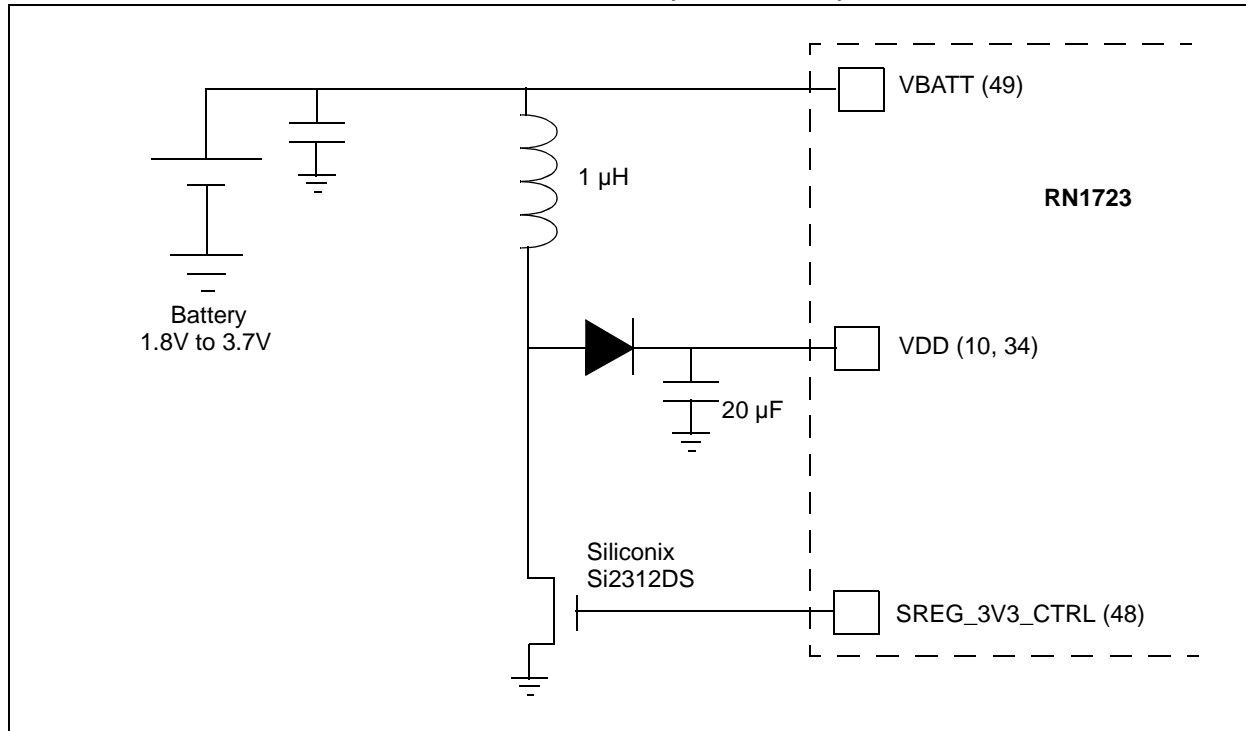 VBATT (49)
1 µH
RN1723
Battery
1.8V to 3.7V
VDD (10, 34)
20 µF
Siliconix
Si2312DS
SREG_3V3_CTRL (48)